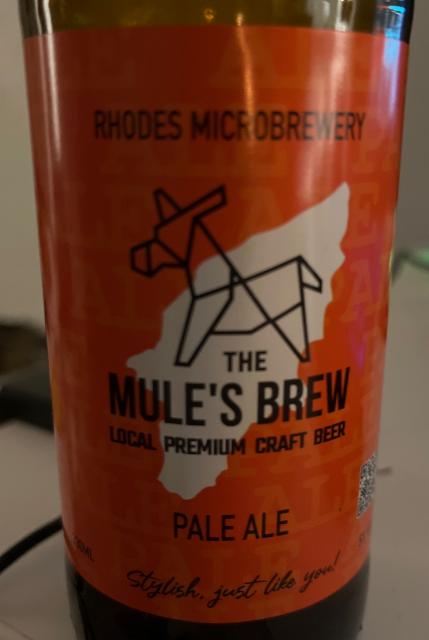 RHODES MICROBREWERY
THE
MULE'S BREW
LOCAL PREMIUM CRAFT BEER
PALE ALE
Stylish, just like you!